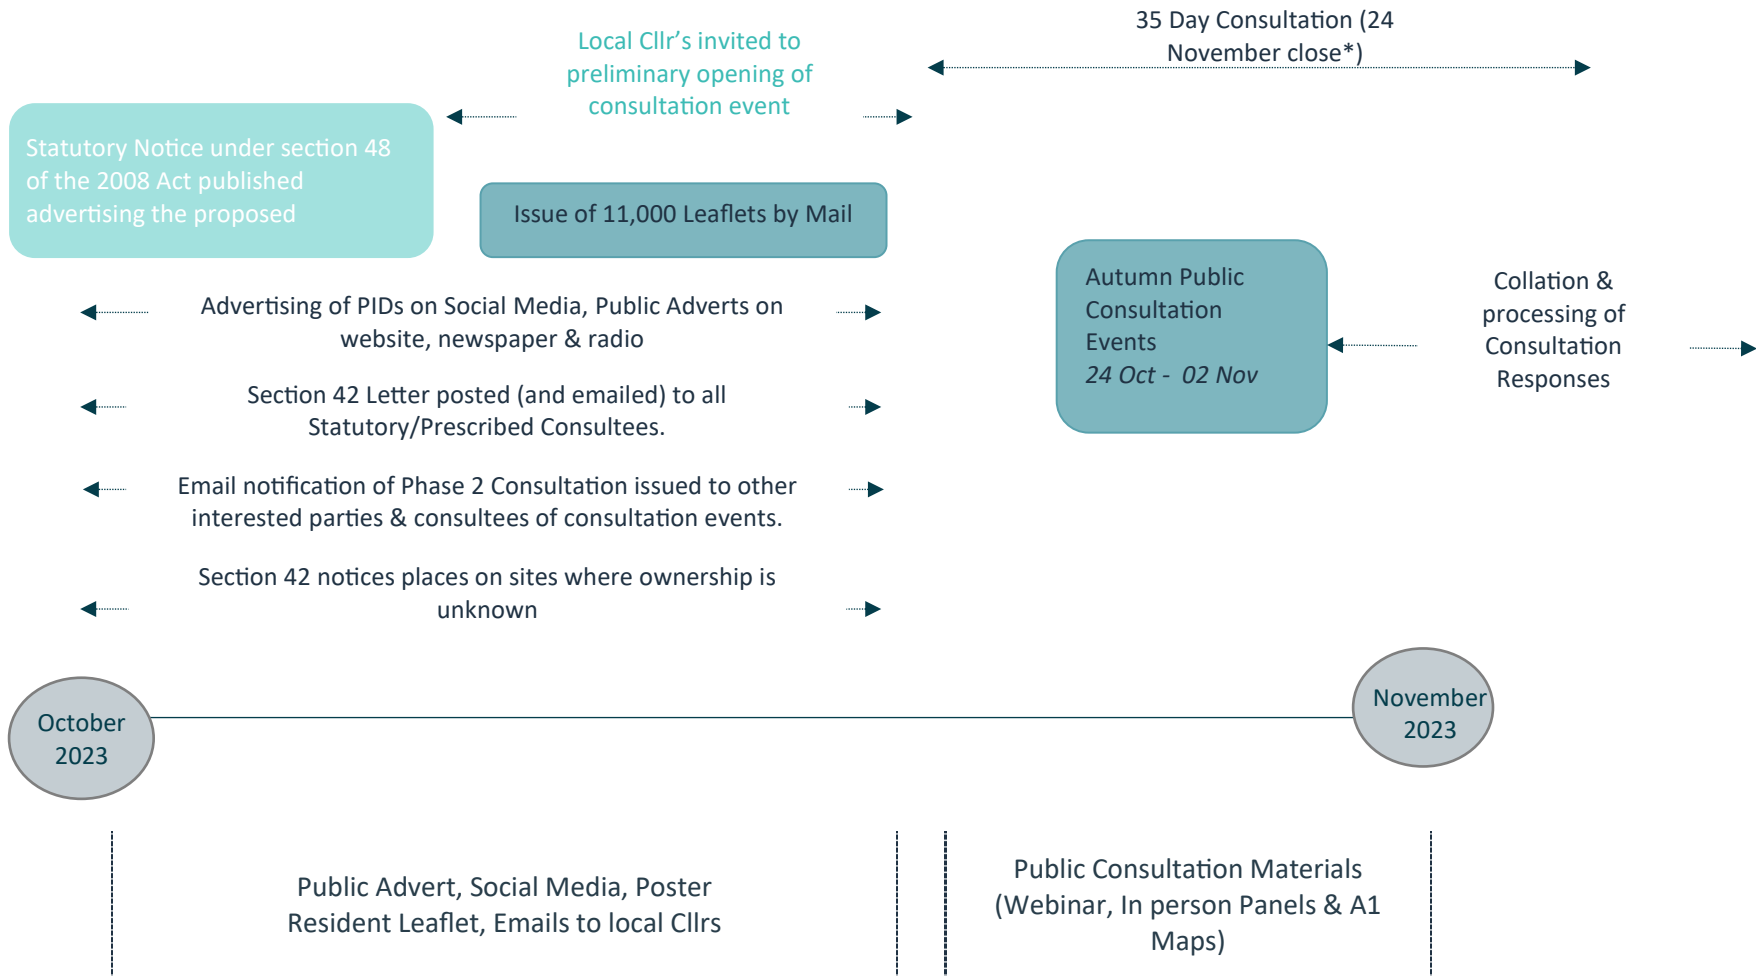 35 Day Consultation (24
November close*)
Local Cllr's invited to
preliminary opening of
consultation event
Statutory Notice under section 48
of the 2008 Act published
advertising the proposed
Issue of 11,000 Leaflets by Mail
Autumn Public
Consultation
Events
24 Oct - 02 Nov
Collation &
processing of
Consultation
Responses
Advertising of PIDs on Social Media, Public Adverts on
website, newspaper & radio
Section 42 Letter posted (and emailed) to all
Statutory/Prescribed Consultees.
Email notification of Phase 2 Consultation issued to other
interested parties & consultees of consultation events.
Section 42 notices places on sites where ownership is
unknown
October
2023
November
2023
Public Advert, Social Media, Poster
Resident Leaflet, Emails to local Cllrs
Public Consultation Materials
(Webinar, In person Panels & A1
Maps)